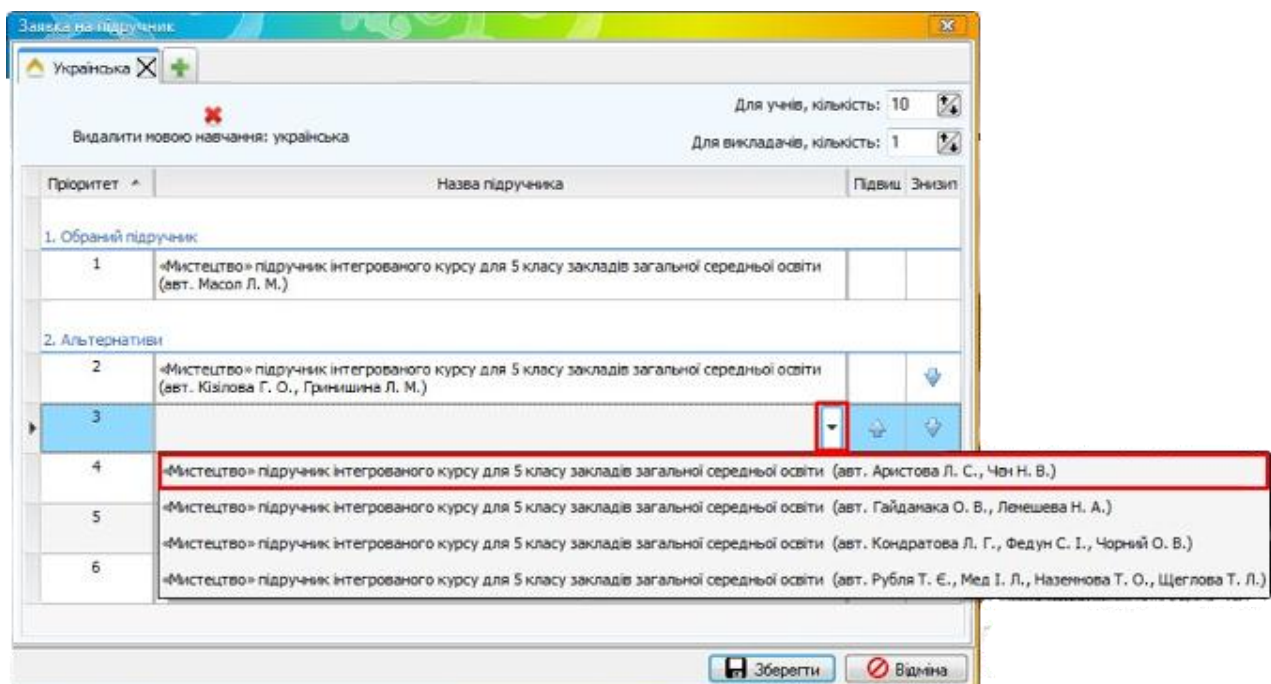 Заявка на підручник
Українська
Для учнів, кількість: 10
Видалити мовою навчання: українська
Для викладачів, кількість: 1
Пріоритет Назва підручника Підвищ Знизит
1. Обраний підручник
1 «Мистецтво» підручник інтегрованого курсу для 5 класу закладів загальної середньої освіти
(авт. Масол Л. М.)
2. Альтернативи
2 «Мистецтво» підручник інтегрованого курсу для 5 класу закладів загальної середньої освіти
(авт. Кізілова Г. О., Гринишина Л. М.)
3
4 «Мистецтво» підручник інтегрованого курсу для 5 класу закладів загальної середньої освіти (авт. Аристова Л. С., Чен Н. В.)
5 «Мистецтво» підручник інтегрованого курсу для 5 класу закладів загальної середньої освіти (авт. Гайдамака О. В., Лемешева Н. А.)
«Мистецтво» підручник інтегрованого курсу для 5 класу закладів загальної середньої освіти (авт. Кондратова Л. Г., Федун С. І., Чорний О. В.)
6 «Мистецтво» підручник інтегрованого курсу для 5 класу закладів загальної середньої освіти (авт. Рубля Т. Є., Мед І. Л., Наземнова Т. О., Щеглова Т. Л.)
Зберегти Відміна